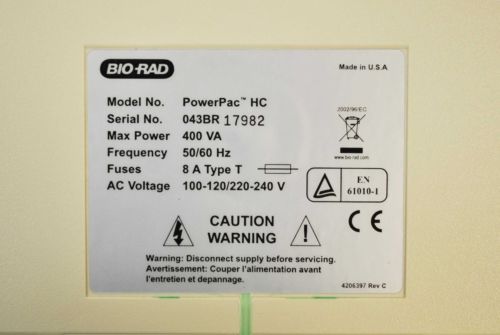 BIO-RAD
Made in U.S.A
Model No. PowerPac™ HC
Serial No. 043BR 17982
Max Power 400 VA
Frequency 50/60 Hz
Fuses 8 A Type T
AC Voltage 100-120/220-240 V
2002/96/EC
www.bio-rad.com
EN
61010-1
CE
CAUTION
WARNING
Warning: Disconnect supply before servicing.
Avertissement: Couper l'alimentation avant
l'entretien et depannage.
4206397 Rev C